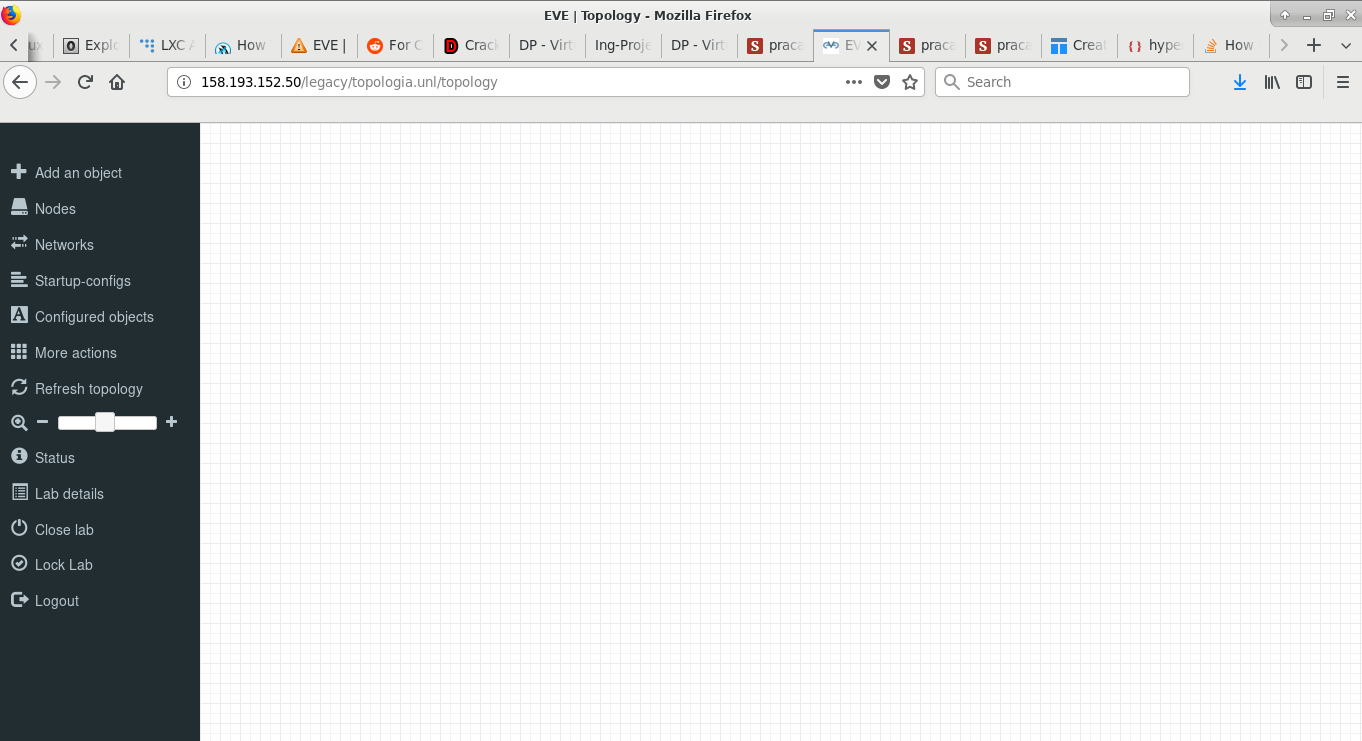 EVE | Topology - Mozilla Firefox
ux Explo LXC How EVE | For C Crack DP - Virt Ing-Proje DP - Virt praca EV praca praca Creat hype How
158.193.152.50/legacy/topologia.unl/topology
Search
Add an object
Nodes
Networks
Startup-configs
Configured objects
More actions
Refresh topology
Status
Lab details
Close lab
Lock Lab
Logout